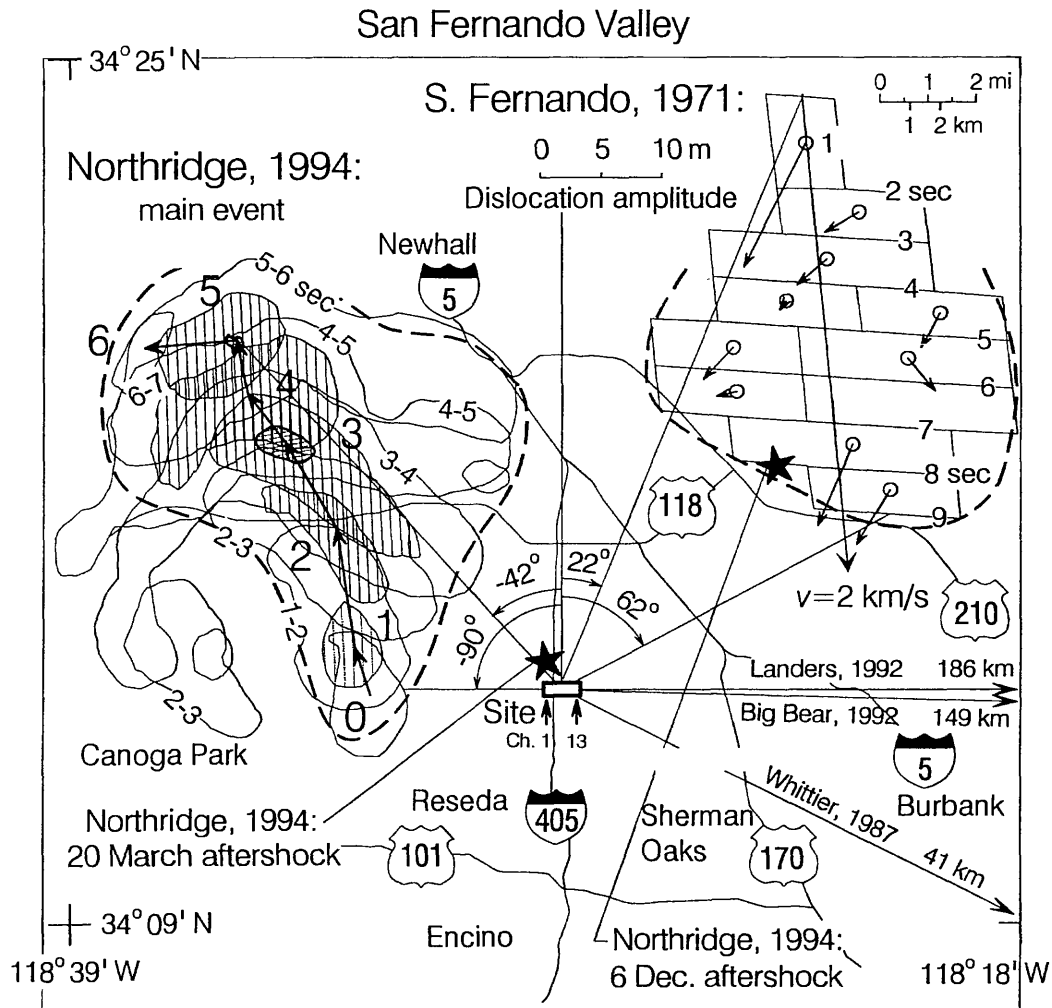 San Fernando Valley
34° 25' N
0 1 2 mi
1 2 km
S. Fernando, 1971:
0 5 10 m
Dislocation amplitude
Northridge, 1994:
main event
Newhall
5
1
2 sec
3
4
5
6
7
8 sec
9
5-6 sec.
5
6
4-5
6-7
4
4-5
3
3-4
118
2-3
2
-42°
22°
62°
v=2 km/s
210
1-2
1
-90°
2-3
0
Landers, 1992 186 km
Site
Big Bear, 1992 149 km
Ch. 1 13
Canoga Park
5
Burbank
Whittier, 1987
41 km
Reseda
405
Sherman
Oaks
170
Northridge, 1994:
20 March aftershock
101
34° 09' N
Encino
Northridge, 1994:
6 Dec. aftershock
118° 39' W
118° 18' W